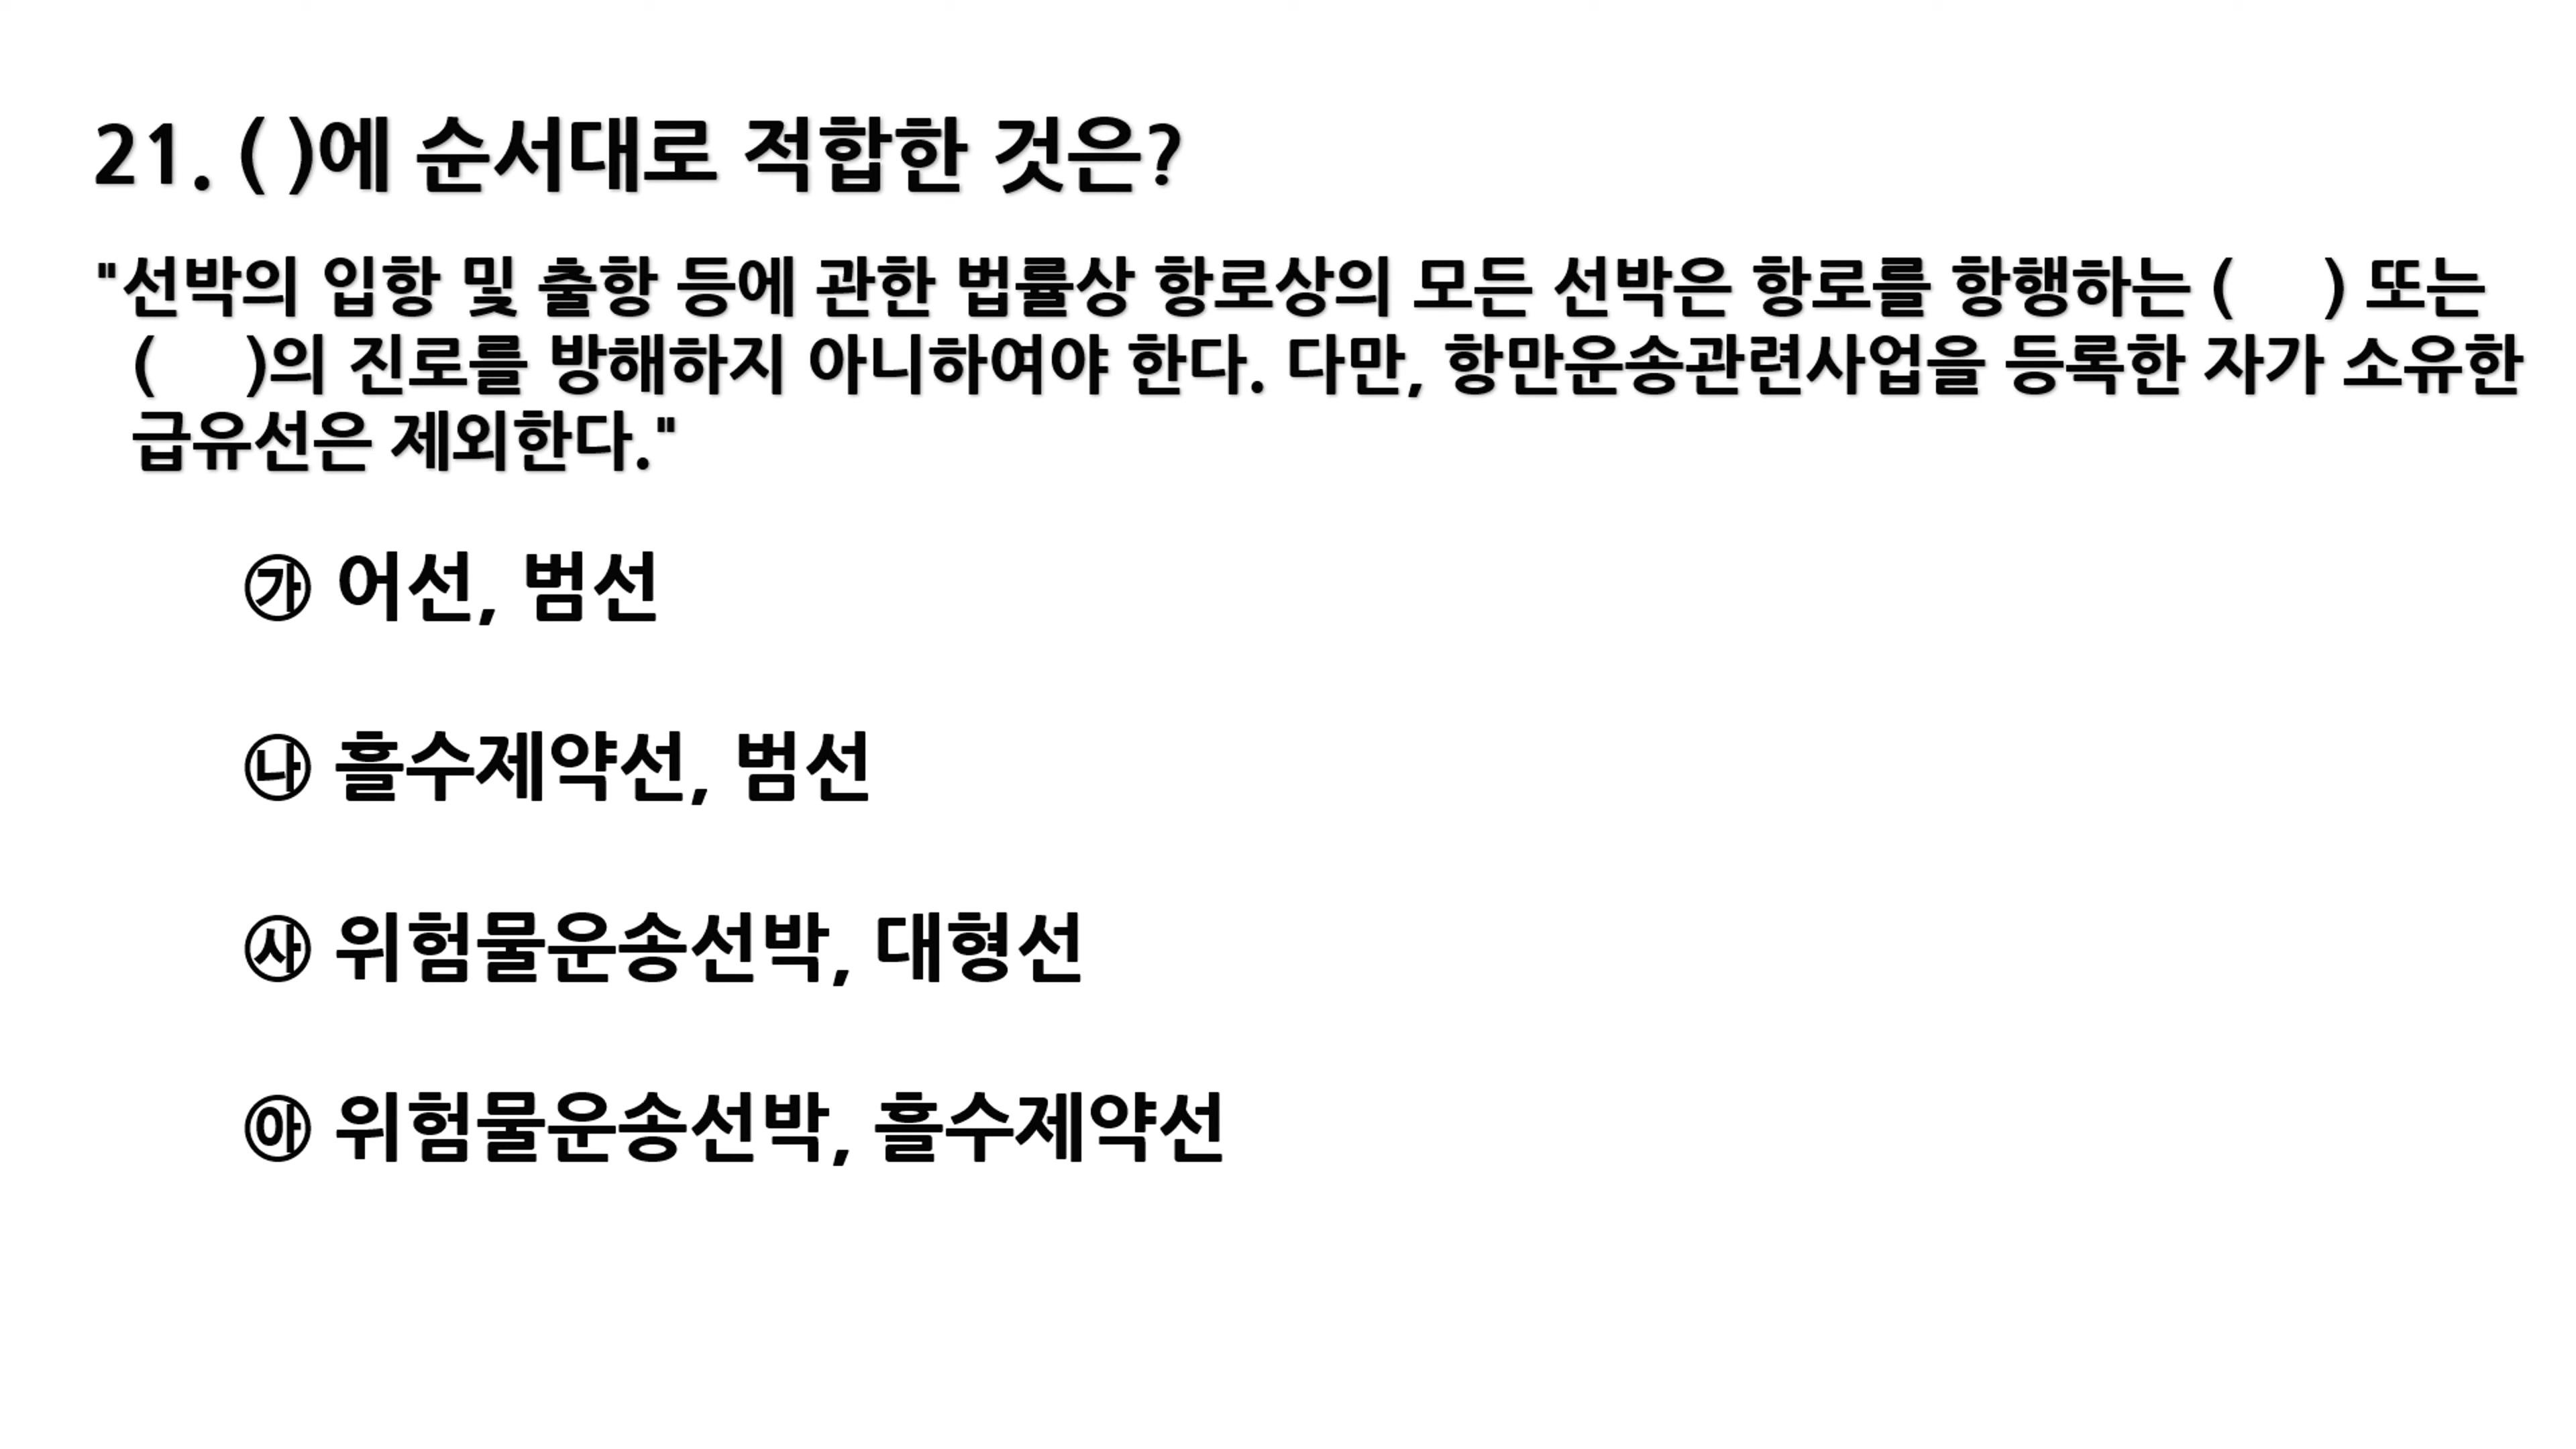 21. ( )에 순서대로 적합한 것은?
"선박의 입항 및 출항 등에 관한 법률상 항로상의 모든 선박은 항로를 항행하는 (    ) 또는
(    )의 진로를 방해하지 아니하여야 한다. 다만, 항만운송관련사업을 등록한 자가 소유한
급유선은 제외한다."
㉮ 어선, 범선
㉯ 흘수제약선, 범선
㉴ 위험물운송선박, 대형선
㉵ 위험물운송선박, 흘수제약선